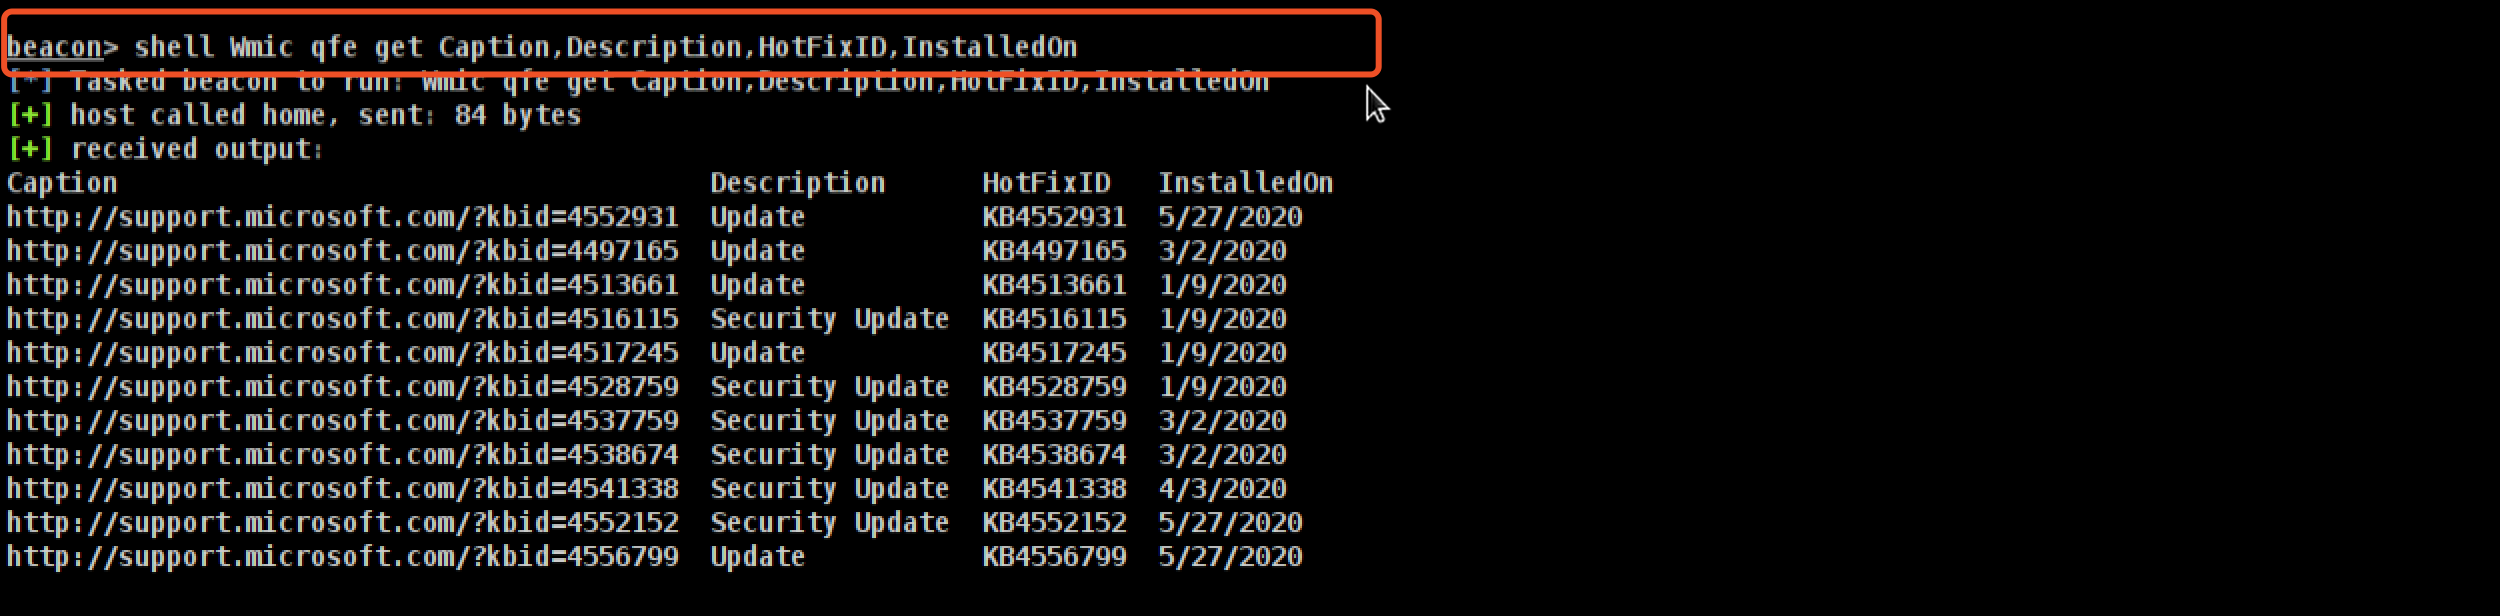 beacon> shell Wmic qfe get Caption,Description,HotFixID,InstalledOn
[*] Tasked beacon to run: Wmic qfe get Caption,Description,HotFixID,InstalledOn
[+] host called home, sent: 84 bytes
[+] received output:
Caption Description HotFixID InstalledOn
http://support.microsoft.com/?kbid=4552931 Update KB4552931 5/27/2020
http://support.microsoft.com/?kbid=4497165 Update KB4497165 3/2/2020
http://support.microsoft.com/?kbid=4513661 Update KB4513661 1/9/2020
http://support.microsoft.com/?kbid=4516115 Security Update KB4516115 1/9/2020
http://support.microsoft.com/?kbid=4517245 Update KB4517245 1/9/2020
http://support.microsoft.com/?kbid=4528759 Security Update KB4528759 1/9/2020
http://support.microsoft.com/?kbid=4537759 Security Update KB4537759 3/2/2020
http://support.microsoft.com/?kbid=4538674 Security Update KB4538674 3/2/2020
http://support.microsoft.com/?kbid=4541338 Security Update KB4541338 4/3/2020
http://support.microsoft.com/?kbid=4552152 Security Update KB4552152 5/27/2020
http://support.microsoft.com/?kbid=4556799 Update KB4556799 5/27/2020